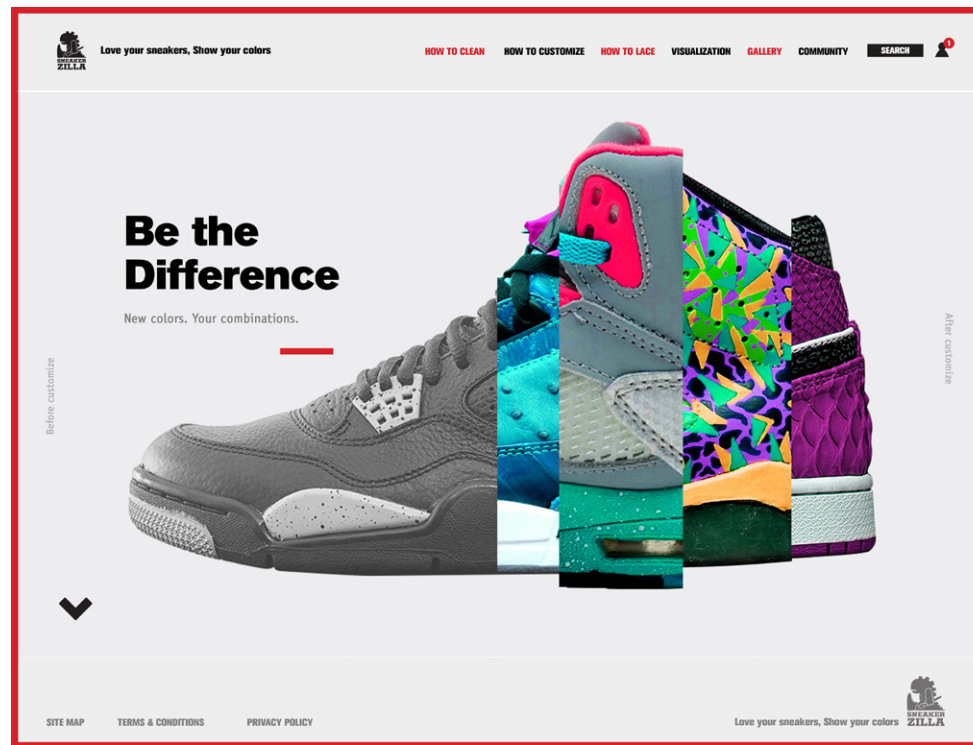 SNEAKER
ZILLA
Love your sneakers, Show your colors
HOW TO CLEAN
HOW TO CUSTOMIZE
HOW TO LACE
VISUALIZATION
GALLERY
COMMUNITY
SEARCH
1
Be the
Difference
New colors. Your combinations.
Before customize
After customize
SITE MAP
TERMS & CONDITIONS
PRIVACY POLICY
Love your sneakers, Show your colors
SNEAKER
ZILLA